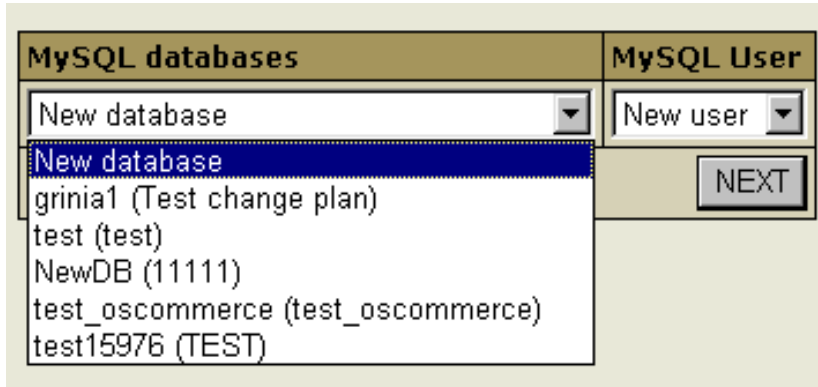 MySQL databases MySQL User
New database New user
New database
grinia1 (Test change plan)
NEXT
test (test)
NewDB (11111)
test_oscommerce (test_oscommerce)
test15976 (TEST)